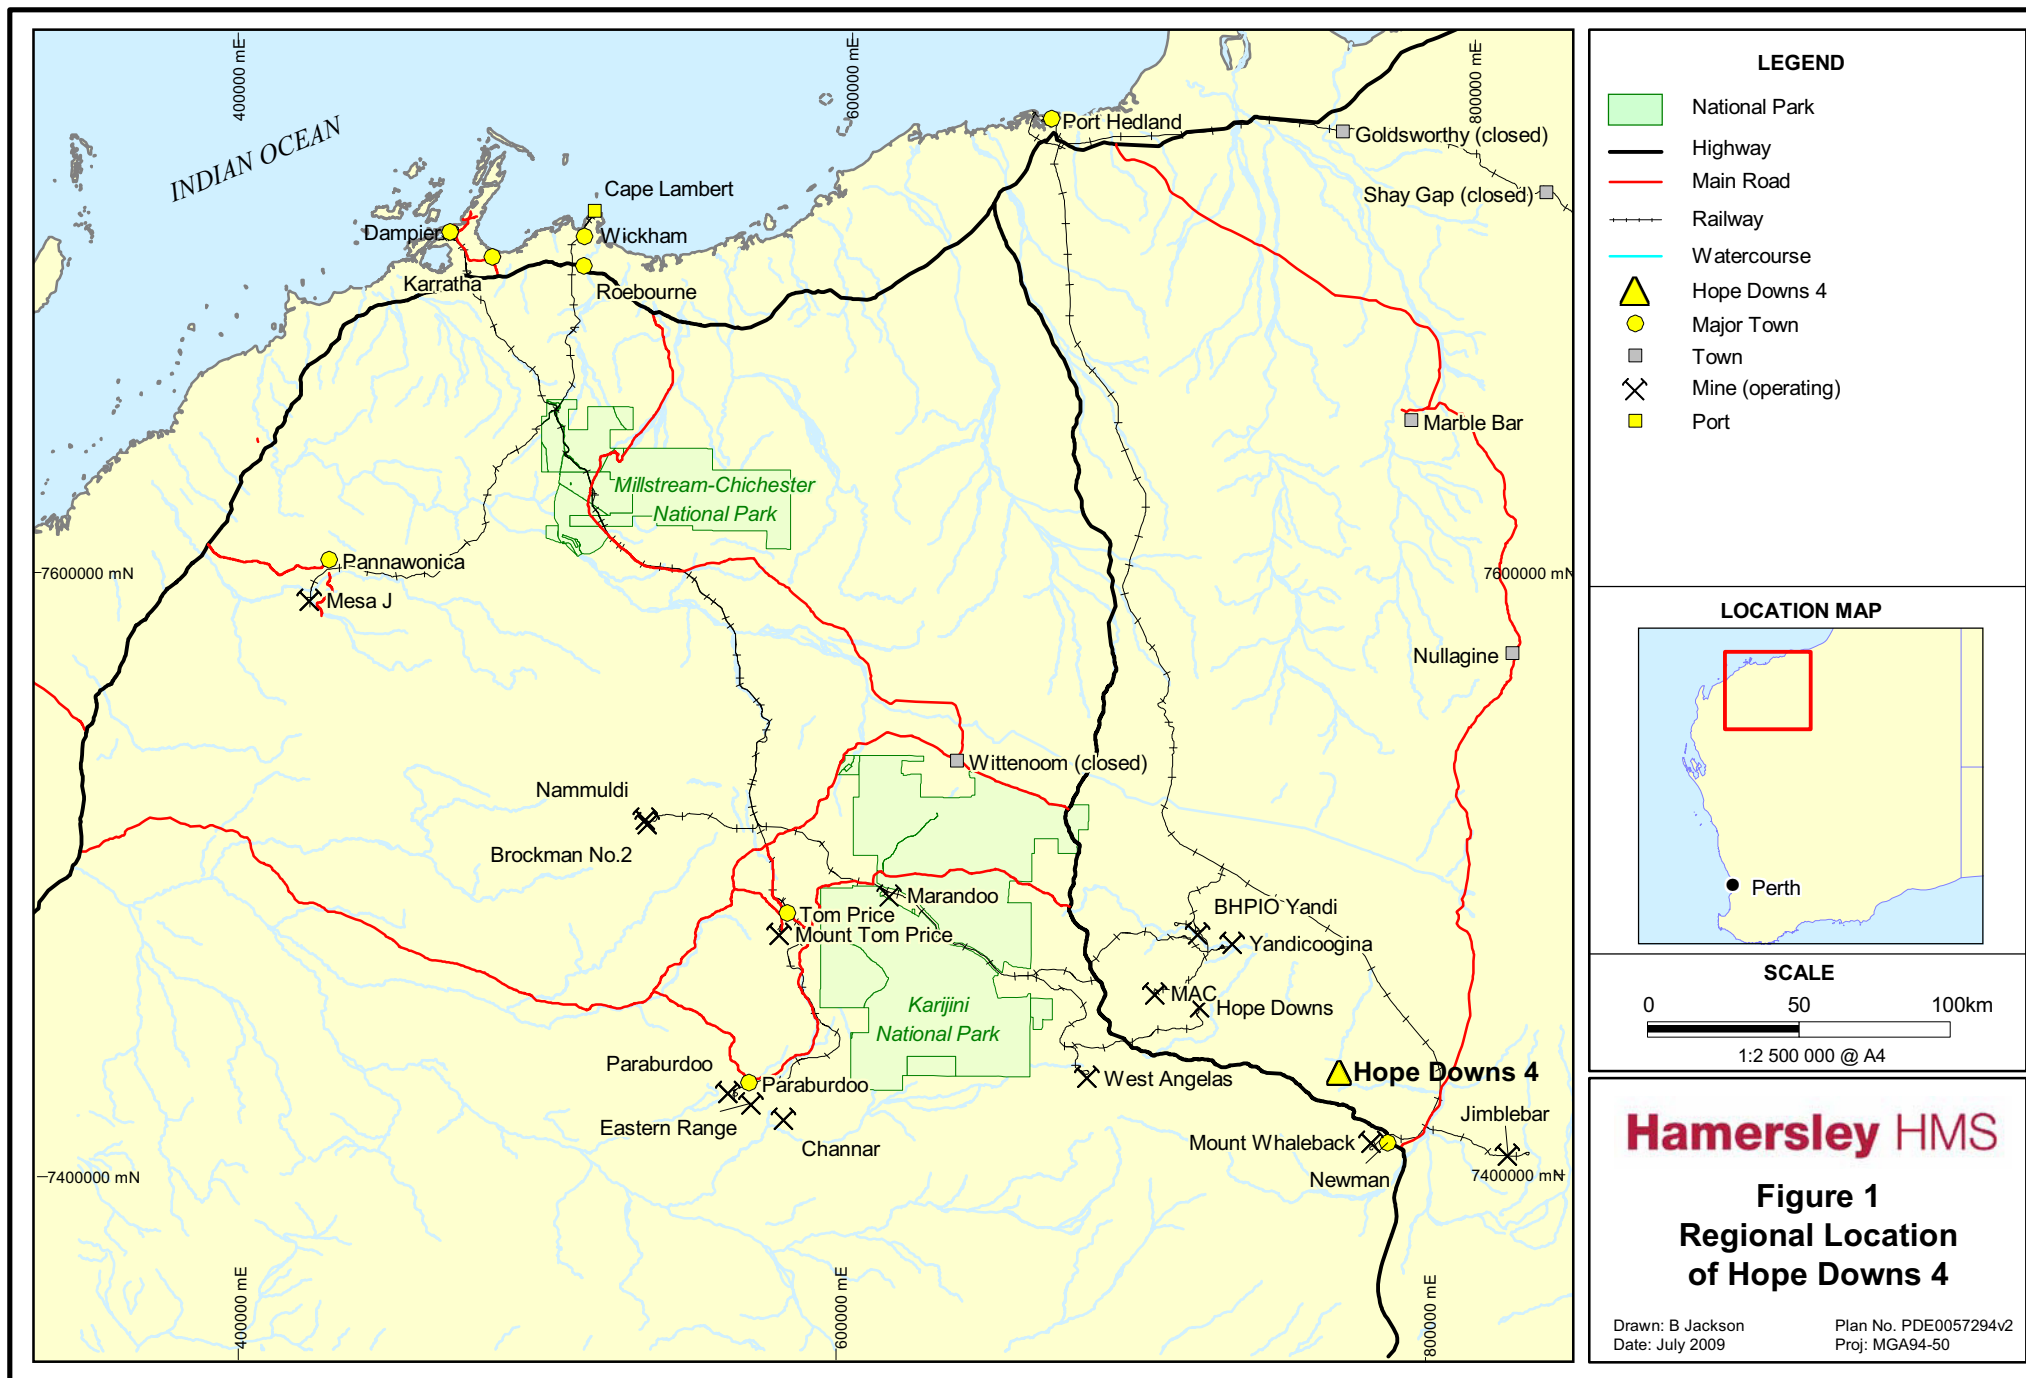 400000 mE
600000 mE
800000 mE
INDIAN OCEAN
Port Hedland
Goldsworthy (closed)
Cape Lambert
Shay Gap (closed)
Dampier
Wickham
Karratha
Roebourne
Marble Bar
Millstream-Chichester
National Park
Pannawonica
7600000 mN
7600000 mN
Mesa J
Nullagine
Wittenoom (closed)
Nammuldi
Brockman No.2
Marandoo
BHPIO Yandi
Tom Price
Mount Tom Price
Yandicoogina
MAC
Karijini
National Park
Hope Downs
Paraburdoo
Paraburdoo
West Angelas
Hope Downs 4
Eastern Range
Channar
Jimblebar
Mount Whaleback
Newman
7400000 mN
7400000 mN
400000 mE
600000 mE
800000 mE
LEGEND
National Park
Highway
Main Road
Railway
Watercourse
Hope Downs 4
Major Town
Town
Mine (operating)
Port
LOCATION MAP
Perth
SCALE
0 50 100km
1:2 500 000 @ A4
Hamersley HMS
Figure 1
Regional Location
of Hope Downs 4
Drawn: B Jackson Plan No. PDE0057294v2
Date: July 2009 Proj: MGA94-50